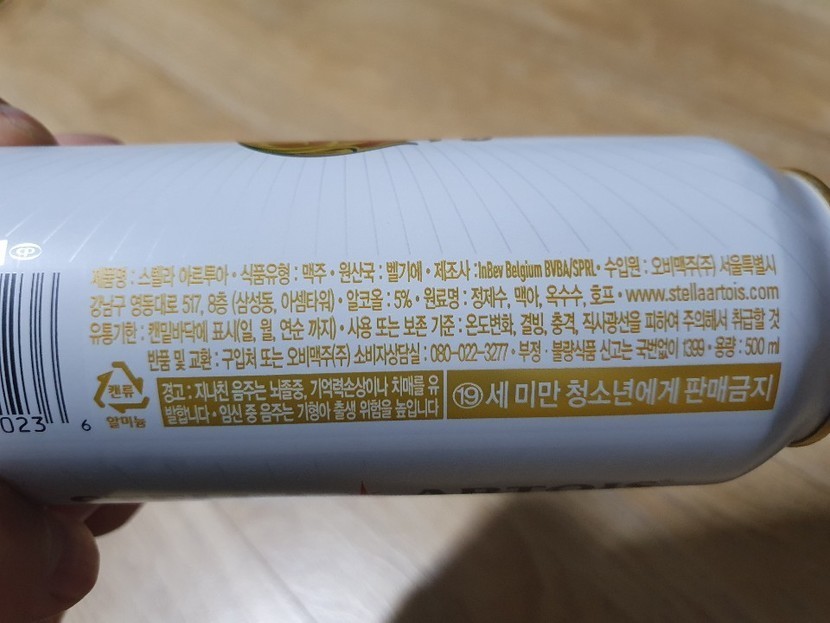 제품명 : 스텔라 아르투아 • 식품유형 : 맥주 • 원산국 : 벨기에 • 제조사 :InBev Belgium BVBA/SPRL• 수입원 : 오비맥주(주) 서울특별시
강남구 영동대로 517, 8층 (삼성동, 아셈타워) • 알코올 : 5% • 원료명 : 정제수, 맥아, 옥수수, 호프 • www.stellaartois.com
유통기한 : 캔밑바닥에 표시(일, 월, 연순 까지) • 사용 또는 보존 기준 : 온도변화, 결빙, 충격, 직사광선을 피하여 주의해서 취급할 것
반품 및 교환 : 구입처 또는 오비맥주(주) 소비자상담실 : 080-022-3277 • 부정 · 불량식품 신고는 국번없이 1399 • 용량 : 500 ml
캔류
알미늄
경고 : 지나친 음주는 뇌졸중, 기억력손상이나 치매를 유
발합니다 • 임신 중 음주는 기형아 출생 위험을 높입니다
19 세 미만 청소년에게 판매금지
023 6
ARTOIS